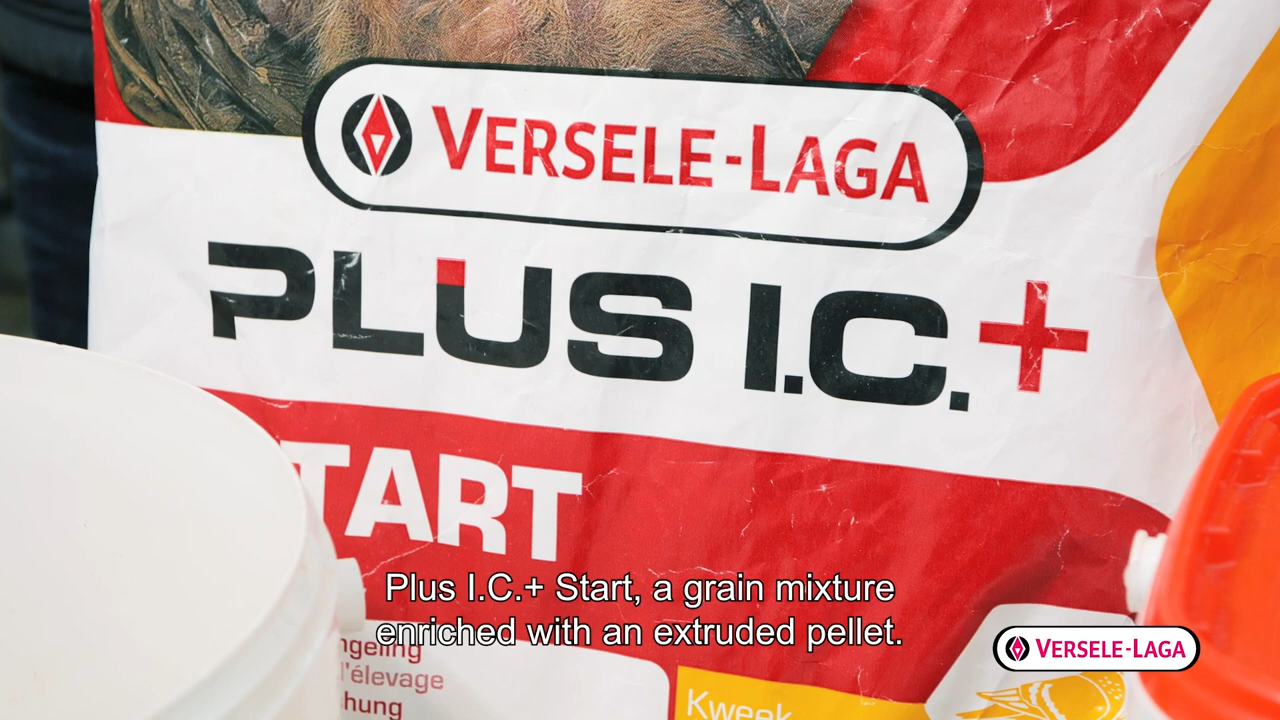 VERSELE-LAGA
PLUS I.C.+
TART
Plus I.C.+ Start, a grain mixture
enriched with an extruded pellet.
ngeling
l'élevage
hung
Kweek
VERSELE-LAGA